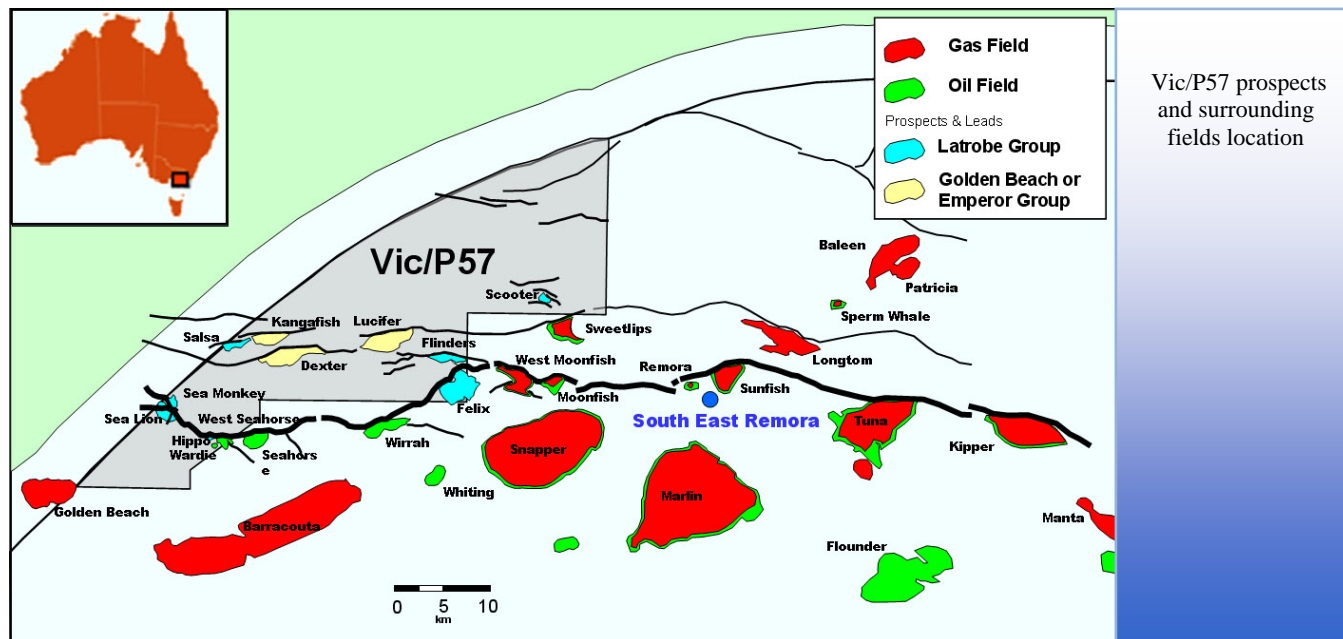 Gas Field
Oil Field
Prospects & Leads
Latrobe Group
Golden Beach or
Emperor Group
Vic/P57 prospects
and surrounding
fields location
Vic/P57
Baleen
Patricia
Scooter
Sperm Whale
Kangafish
Lucifer
Salsa
Sweetlips
Flinders
Longtom
Dexter
West Moonfish
Remora
Sea Monkey
Sunfish
Moonfish
Sea Lion
West Seahorse
Felix
South East Remora
Tuna
Hippo
Wardie
Seahors
e
Wirrah
Snapper
Kipper
Whiting
Marlin
Golden Beach
Barracouta
Manta
Flounder
0 5 10
km